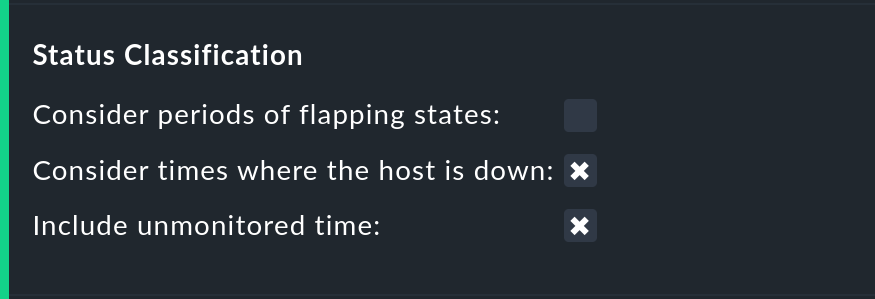 Status Classification
Consider periods of flapping states:
Consider times where the host is down:
Include unmonitored time: